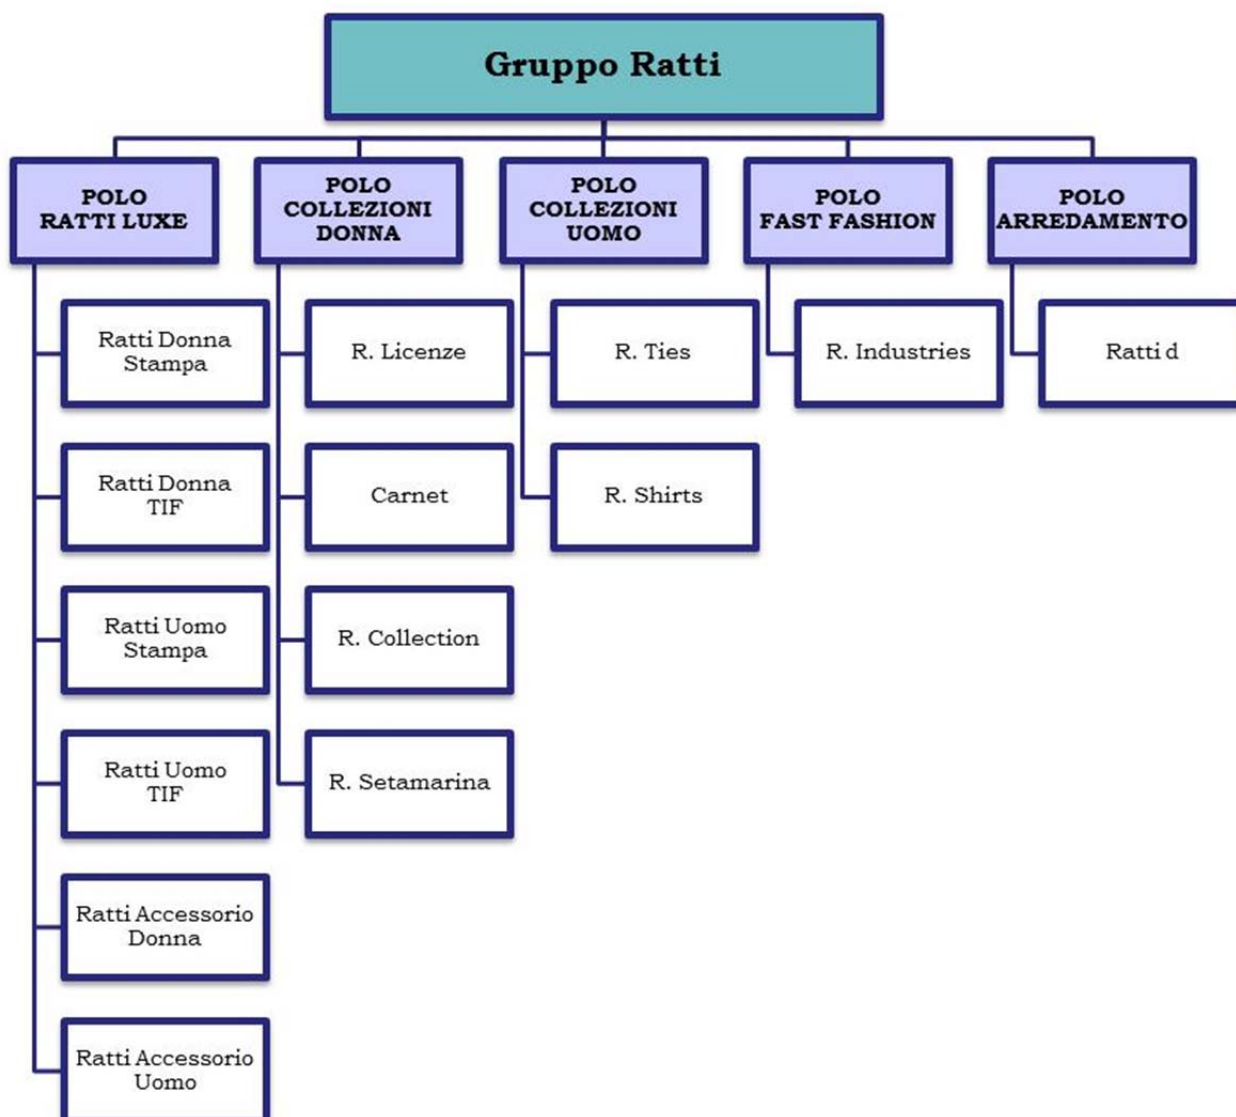 Gruppo Ratti
POLO
RATTI LUXE
POLO
COLLEZIONI
DONNA
POLO
COLLEZIONI
UOMO
POLO
FAST FASHION
POLO
ARREDAMENTO
Ratti Donna
Stampa
Ratti Donna
TIF
Ratti Uomo
Stampa
Ratti Uomo
TIF
Ratti Accessorio
Donna
Ratti Accessorio
Uomo
R. Licenze
Carnet
R. Collection
R. Setamarina
R. Ties
R. Shirts
R. Industries
Ratti d